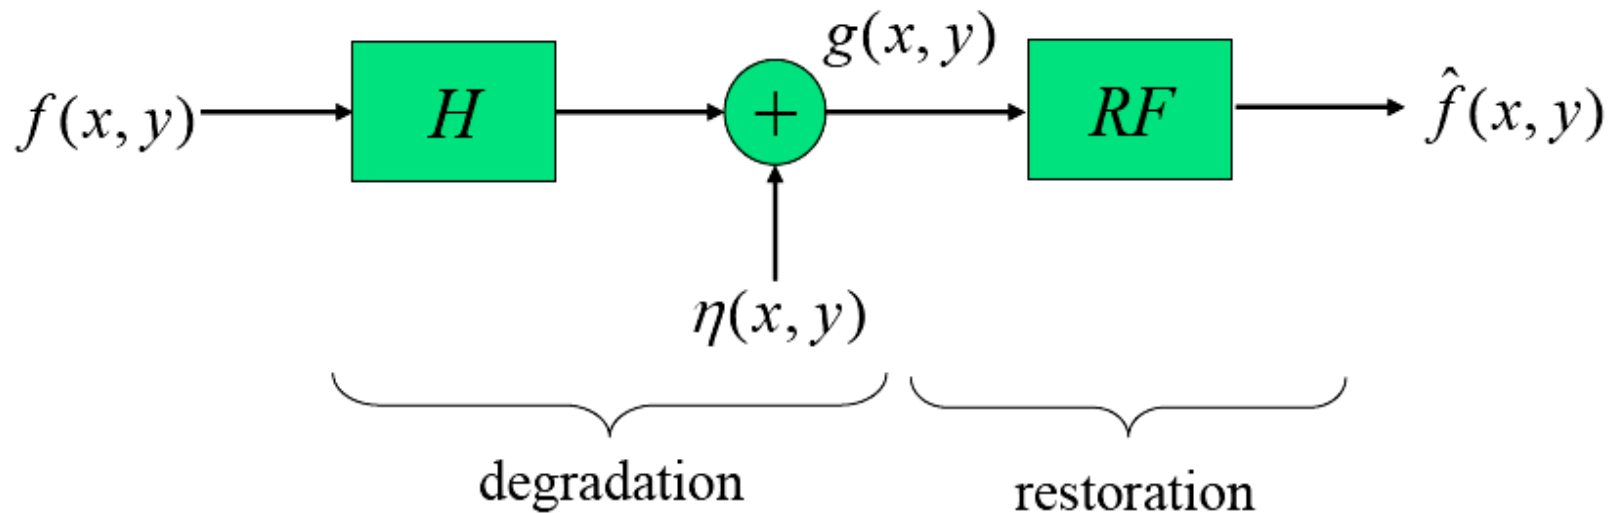 f(x, y)
H
+
g(x, y)
RF
f̂(x, y)
η(x, y)
degradation
restoration